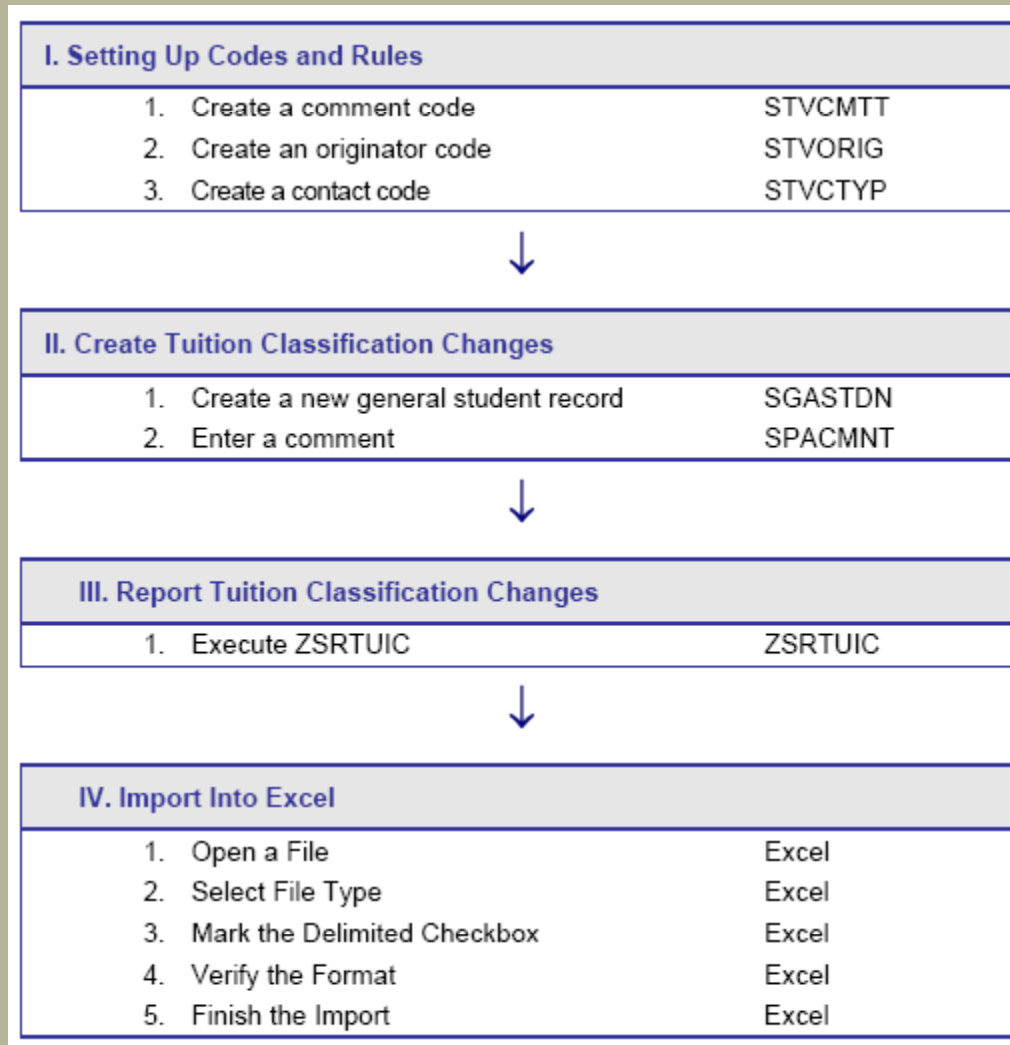 I. Setting Up Codes and Rules
1. Create a comment code STVCMTT
2. Create an originator code STVORIG
3. Create a contact code STVCTYP
II. Create Tuition Classification Changes
1. Create a new general student record SGASTDN
2. Enter a comment SPACMNT
III. Report Tuition Classification Changes
1. Execute ZSRTUIC ZSRTUIC
IV. Import Into Excel
1. Open a File Excel
2. Select File Type Excel
3. Mark the Delimited Checkbox Excel
4. Verify the Format Excel
5. Finish the Import Excel